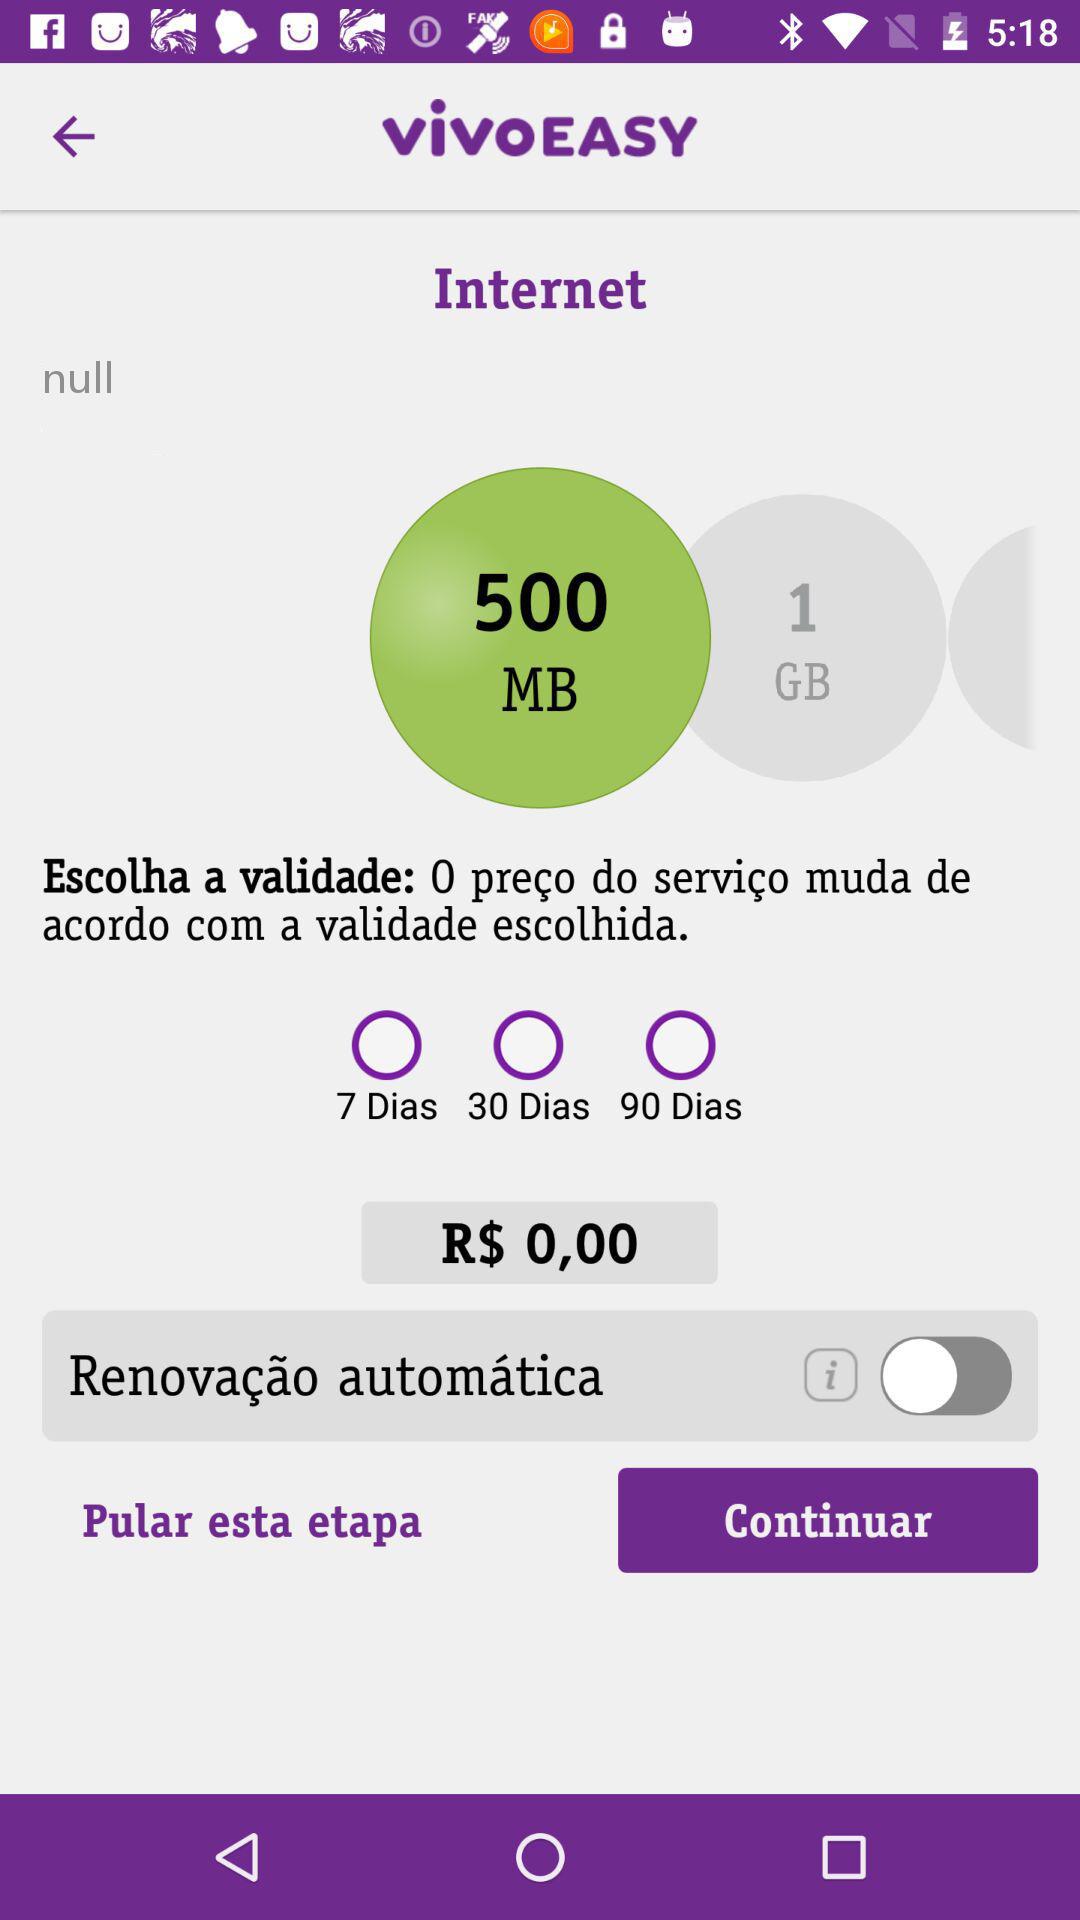 FAKE
5:18
vivoEASY
Internet
null
500
MB
1
GB
Escolha a validade: O preço do serviço muda de
acordo com a validade escolhida.
7 Dias 30 Dias 90 Dias
R$ 0,00
Renovação automática i
Pular esta etapa
Continuar